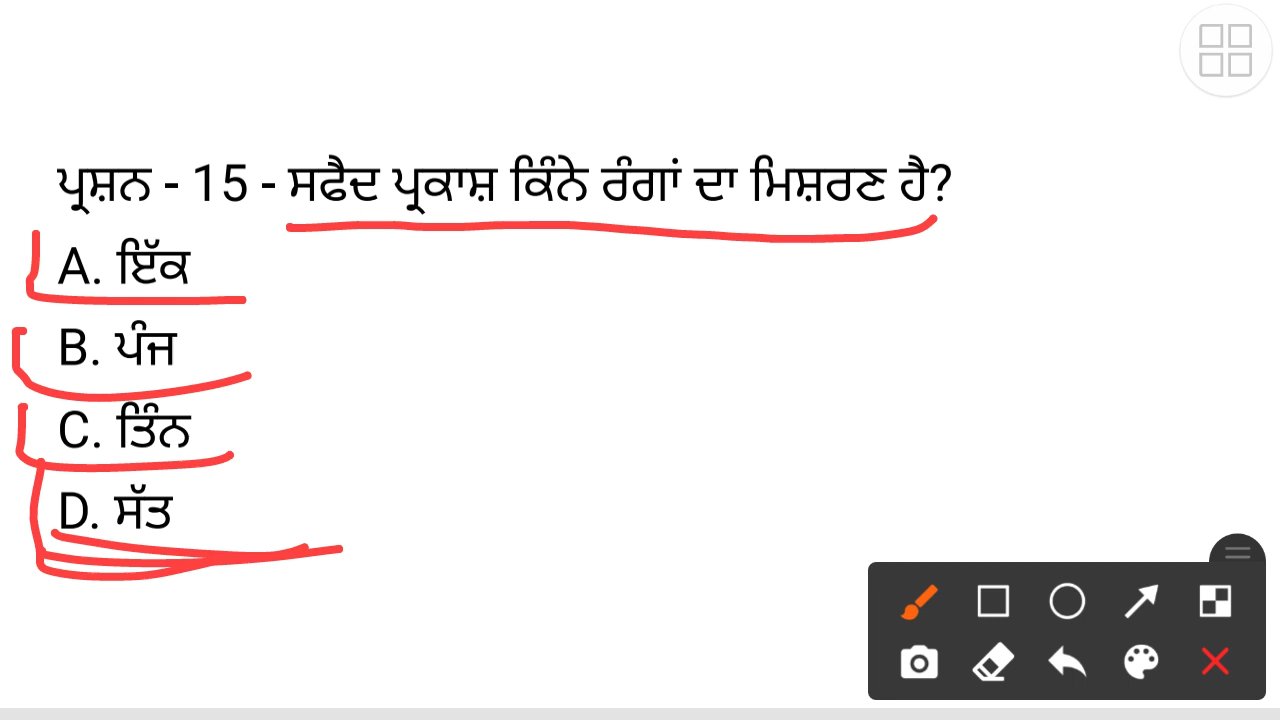 ਪ੍ਰਸ਼ਨ - 15 - ਸਫੈਦ ਪ੍ਰਕਾਸ਼ ਕਿੰਨੇ ਰੰਗਾਂ ਦਾ ਮਿਸ਼ਰਣ ਹੈ?
A. ਇੱਕ
B. ਪੰਜ
C. ਤਿੰਨ
D. ਸੱਤ